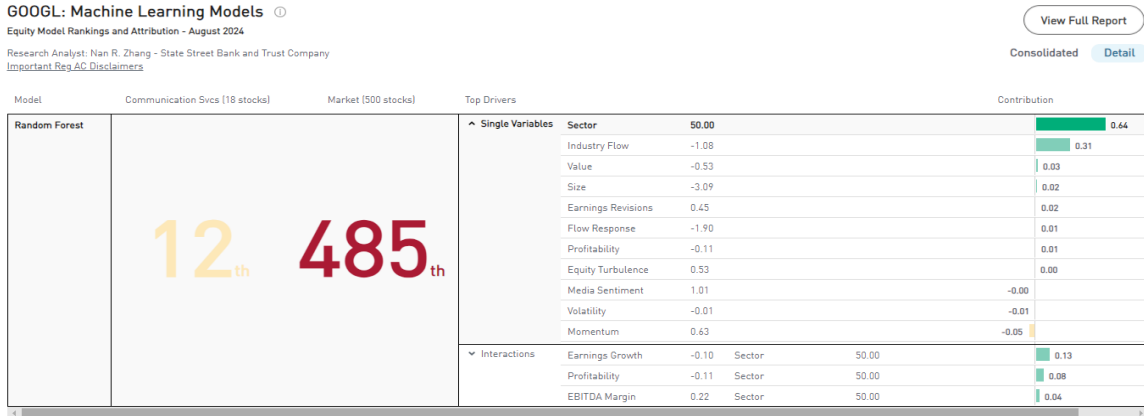 GOOGL: Machine Learning Models
View Full Report
Equity Model Rankings and Attribution - August 2024
Research Analyst: Nan R. Zhang - State Street Bank and Trust Company
Consolidated Detail
Important Reg AC Disclaimers
Model Communication Svcs (18 stocks) Market (500 stocks) Top Drivers Contribution
Random Forest
12th 485th
Single Variables Sector 50.00 0.64
Industry Flow -1.08 0.31
Value -0.53 0.03
Size -3.09 0.02
Earnings Revisions 0.45 0.02
Flow Response -1.90 0.01
Profitability -0.11 0.01
Equity Turbulence 0.53 0.00
Media Sentiment 1.01 -0.00
Volatility -0.01 -0.01
Momentum 0.63 -0.05
Interactions Earnings Growth -0.10 Sector 50.00 0.13
Profitability -0.11 Sector 50.00 0.08
EBITDA Margin 0.22 Sector 50.00 0.04